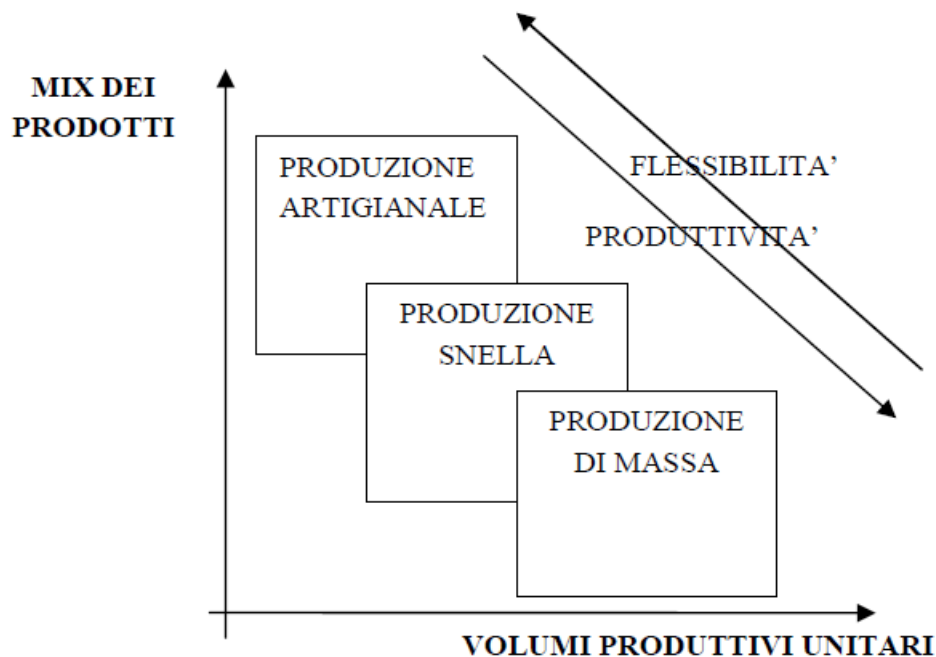 MIX DEI
PRODOTTI
PRODUZIONE
ARTIGIANALE
FLESSIBILITA’
PRODUTTIVITA’
PRODUZIONE
SNELLA
PRODUZIONE
DI MASSA
VOLUMI PRODUTTIVI UNITARI